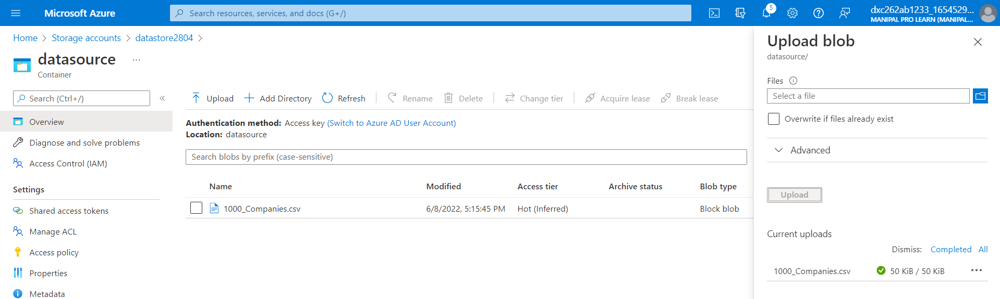 Microsoft Azure
Search resources, services, and docs (G+/)
5
dxc262ab1233_1654529...
MANIPAL PRO LEARN (MANIPAL...
Home > Storage accounts > datastore2804 >
datasource ...
Container
Search (Ctrl+/)
«
Overview
Diagnose and solve problems
Access Control (IAM)
Settings
Shared access tokens
Manage ACL
Access policy
Properties
Metadata
Upload Add Directory Refresh Rename Delete Change tier Acquire lease Break lease
Authentication method: Access key (Switch to Azure AD User Account)
Location: datasource
Search blobs by prefix (case-sensitive)
Name Modified Access tier Archive status Blob type
1000_Companies.csv 6/8/2022, 5:15:45 PM Hot (Inferred) Block blob
Upload blob
datasource/
Files
Select a file
Overwrite if files already exist
Advanced
Upload
Current uploads
Dismiss: Completed All
1000_Companies.csv 50 KiB / 50 KiB ...